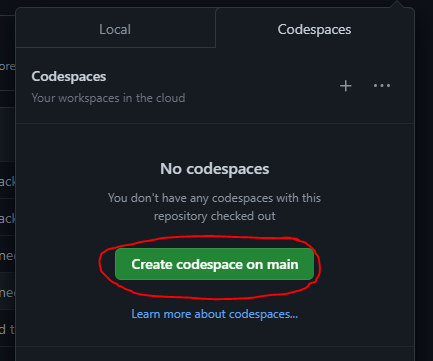 Local
Codespaces
Codespaces
Your workspaces in the cloud
No codespaces
You don't have any codespaces with this
repository checked out
Create codespace on main
Learn more about codespaces...